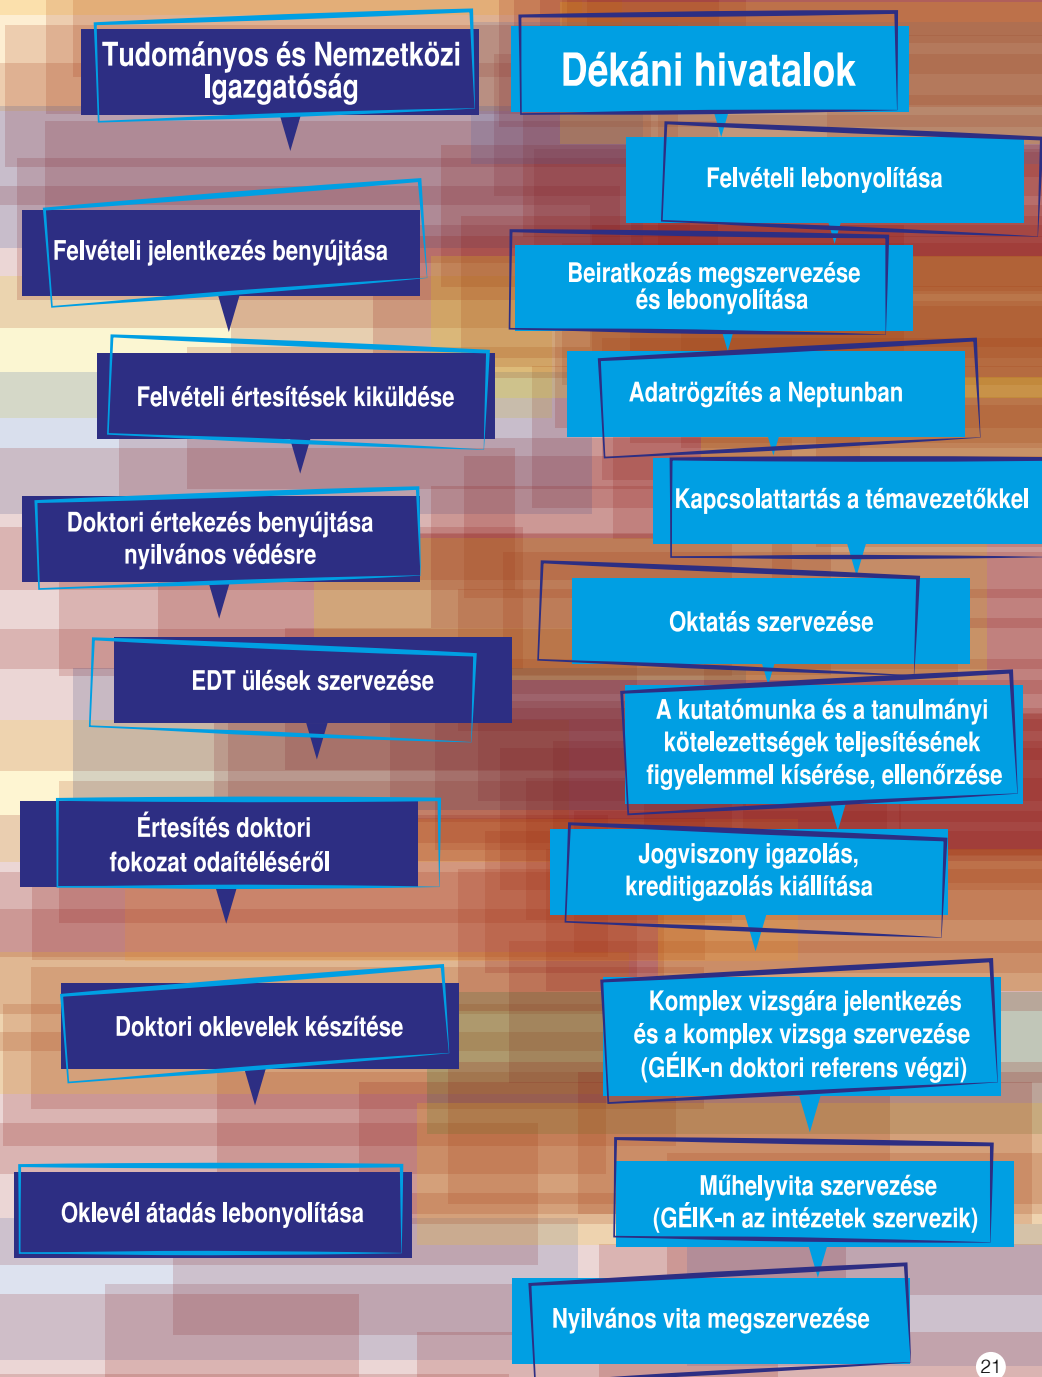 Tudományos és Nemzetközi
Igazgatóság
Felvételi jelentkezés benyújtása
Felvételi értesítések kiküldése
Doktori értekezés benyújtása
nyilvános védésre
EDT ülések szervezése
Értesítés doktori
fokozat odaítéléséről
Doktori oklevelek készítése
Oklevél átadás lebonyolítása
Dékáni hivatalok
Felvételi lebonyolítása
Beiratkozás megszervezése
és lebonyolítása
Adatrögzítés a Neptunban
Kapcsolattartás a témavezetőkkel
Oktatás szervezése
A kutatómunka és a tanulmányi
kötelezettségek teljesítésének
figyelemmel kísérése, ellenőrzése
Jogviszony igazolás,
kreditigazolás kiállítása
Komplex vizsgára jelentkezés
és a komplex vizsga szervezése
(GÉIK-n doktori referens végzi)
Műhelyvita szervezése
(GÉIK-n az intézetek szervezik)
Nyilvános vita megszervezése
21